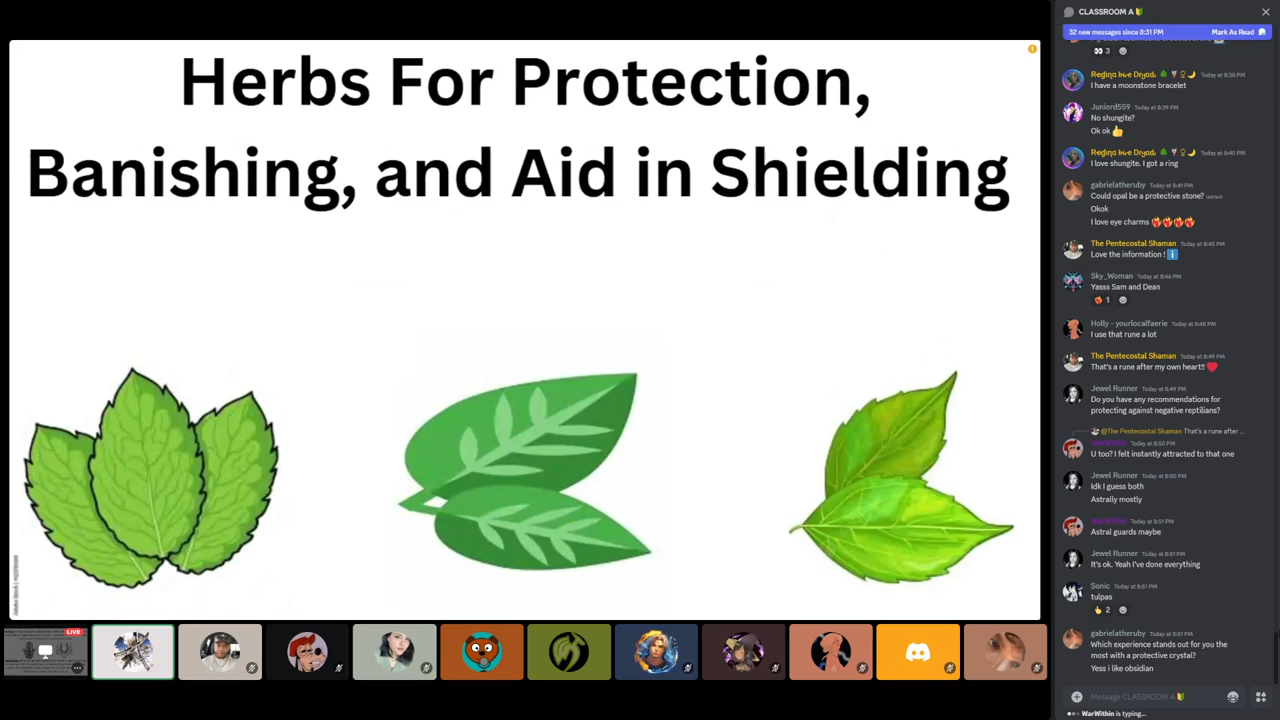 Herbs For Protection,
Banishing, and Aid in Shielding
LIVE
CLASSROOM A
32 new messages since 8:31 PM
Mark As Read
3
Today at 8:38 PM
I have a moonstone bracelet
Juniord559 Today at 8:39 PM
No shungite?
Ok ok
Today at 8:40 PM
I love shungite. I got a ring
gabrielatheruby Today at 8:41 PM
Could opal be a protective stone? (edited)
Okok
I love eye charms
The Pentecostal Shaman Today at 8:45 PM
Love the information !
Sky_Woman Today at 8:46 PM
Yasss Sam and Dean
1
Holly - yourlocalfaerie Today at 8:48 PM
I use that rune a lot
The Pentecostal Shaman Today at 8:49 PM
That's a rune after my own heart!!
Jewel Runner Today at 8:49 PM
Do you have any recommendations for
protecting against negative reptilians?
@The Pentecostal Shaman That's a rune after ...
WarWithin Today at 8:50 PM
U too? I felt instantly attracted to that one
Jewel Runner Today at 8:50 PM
Idk I guess both
Astrally mostly
WarWithin Today at 8:51 PM
Astral guards maybe
Jewel Runner Today at 8:51 PM
It's ok. Yeah I've done everything
Sonic Today at 8:51 PM
tulpas
2
gabrielatheruby Today at 8:51 PM
Which experience stands out for you the
most with a protective crystal?
Yess i like obsidian
Message CLASSROOM A
WarWithin is typing...